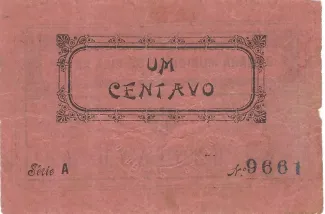 UM
CENTAVO
Série A
Nº 9661